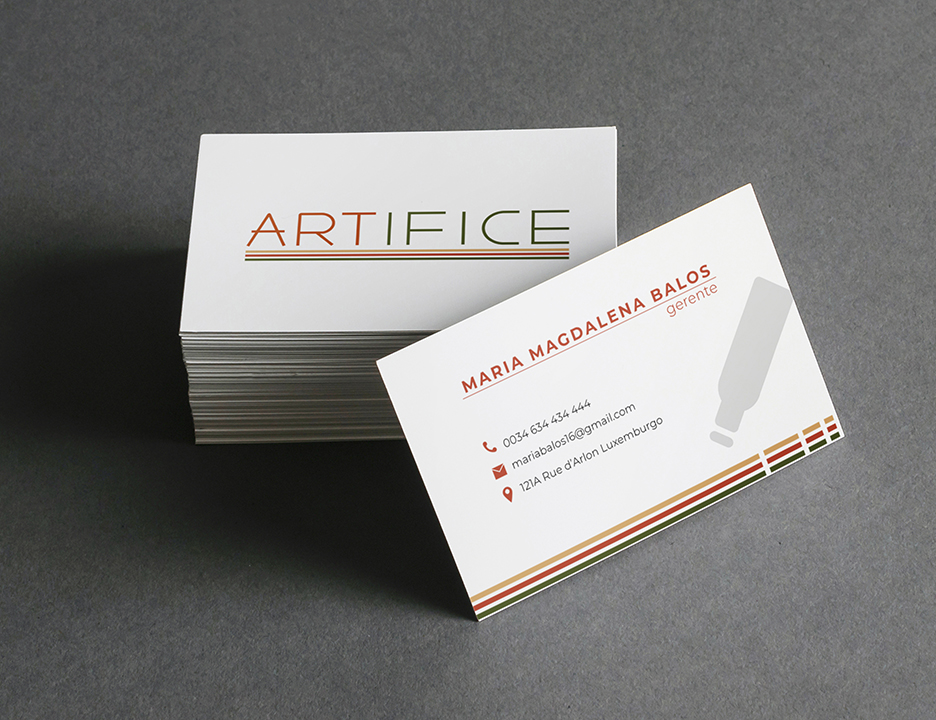 ARTIFICE
MARIA MAGDALENA BALOS
gerente
0034 634 434 444
mariabalos16@gmail.com
121A Rue d'Arlon Luxemburgo